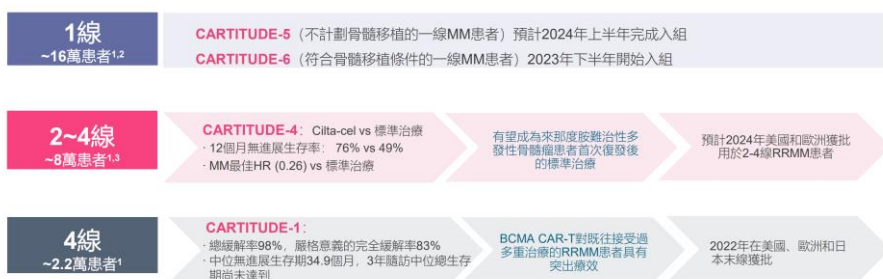 1線
~16萬患者1,2
CARTITUDE-5（不計劃骨髓移植的一線MM患者）預計2024年上半年完成入組
CARTITUDE-6（符合骨髓移植條件的一線MM患者）2023年下半年開始入組
2~4線
~8萬患者1,3
CARTITUDE-4：Cilta-cel vs 標準治療
· 12個月無進展生存率：76% vs 49%
· MM最佳HR (0.26) vs 標準治療
有望成為來那度胺難治性多
發性骨髓瘤患者首次復發後
的標準治療
預計2024年美國和歐洲獲批
用於2-4線RRMM患者
4線
~2.2萬患者1
CARTITUDE-1：
· 總緩解率98%，嚴格意義的完全緩解率83%
· 中位無進展生存期34.9個月，3年隨訪中位總生存
期尚未達到
BCMA CAR-T對既往接受過
多重治療的RRMM患者具有
突出療效
2022年在美國、歐洲和日
本末線獲批